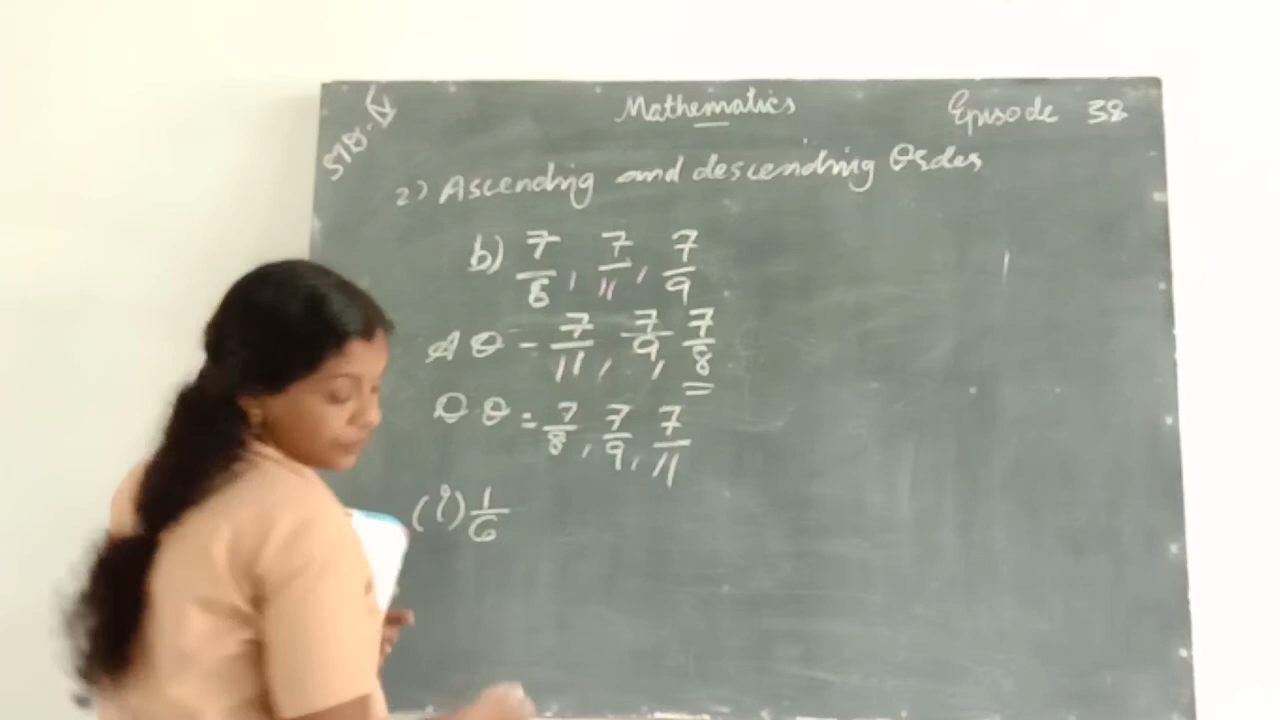 STD. IV
Mathematics
Episode 38
2) Ascending and descending Order
b) 7/8, 7/11, 7/9
AO - 7/11, 7/9, 7/8
DO = 7/8, 7/9, 7/11
(i) 1/6